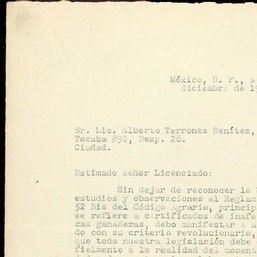 México, D. F., a
diciembre de 19
Sr. Lic. Alberto Terrones Benítez,
Tacuba #92, Desp. 28.
Ciudad.
Estimado señor Licenciado:
Sin dejar de reconocer la
estudios y observaciones al Reglam
52 Bis del Código Agrario, princip
se refiere a certificados de inafe
cas ganaderas, debo manifestar a u
do con su criterio revolucionario,
que toda nuestra legislación debe
fielmente a la realidad del moment